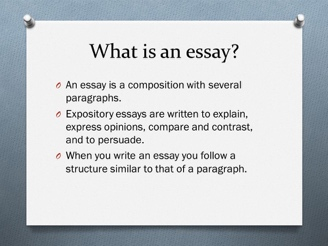 What is an essay?
An essay is a composition with several
paragraphs.
Expository essays are written to explain,
express opinions, compare and contrast,
and to persuade.
When you write an essay you follow a
structure similar to that of a paragraph.